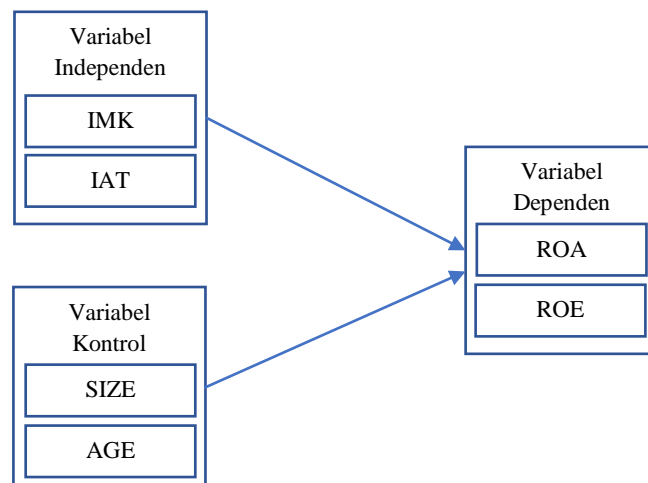 Variabel
Independen
IMK
IAT
Variabel
Dependen
ROA
ROE
Variabel
Kontrol
SIZE
AGE